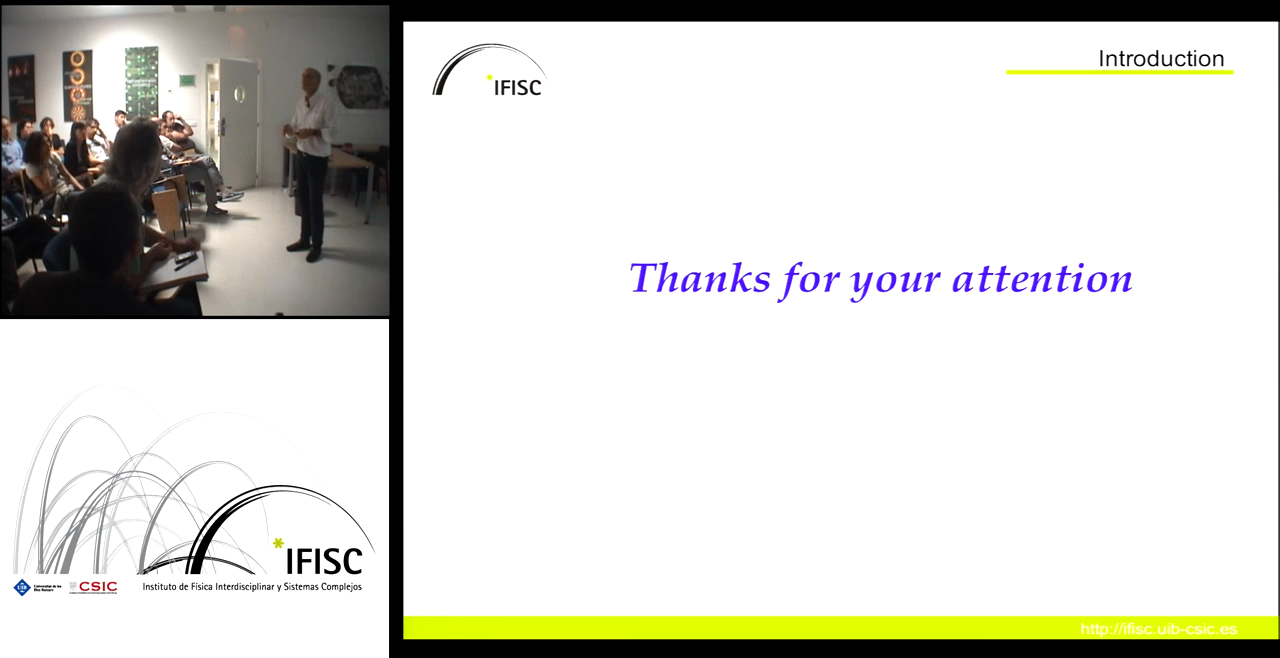 IFISC
Introduction
Thanks for your attention
http://ifisc.uib-csic.es
*IFISC
UIB
CSIC
Instituto de Física Interdisciplinar y Sistemas Complejos